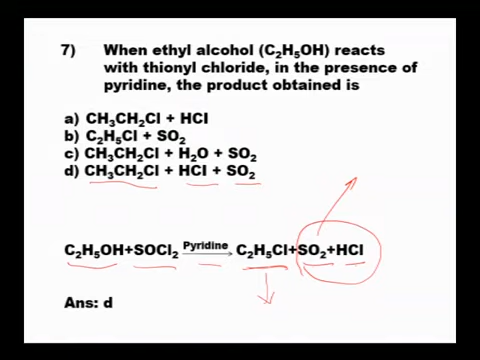 7) When ethyl alcohol (C₂H₅OH) reacts
with thionyl chloride, in the presence of
pyridine, the product obtained is
a) CH₃CH₂Cl + HCl
b) C₂H₅Cl + SO₂
c) CH₃CH₂Cl + H₂O + SO₂
d) CH₃CH₂Cl + HCl + SO₂
C₂H₅OH+SOCl₂ —Pyridine→ C₂H₅Cl+SO₂+HCl
Ans: d